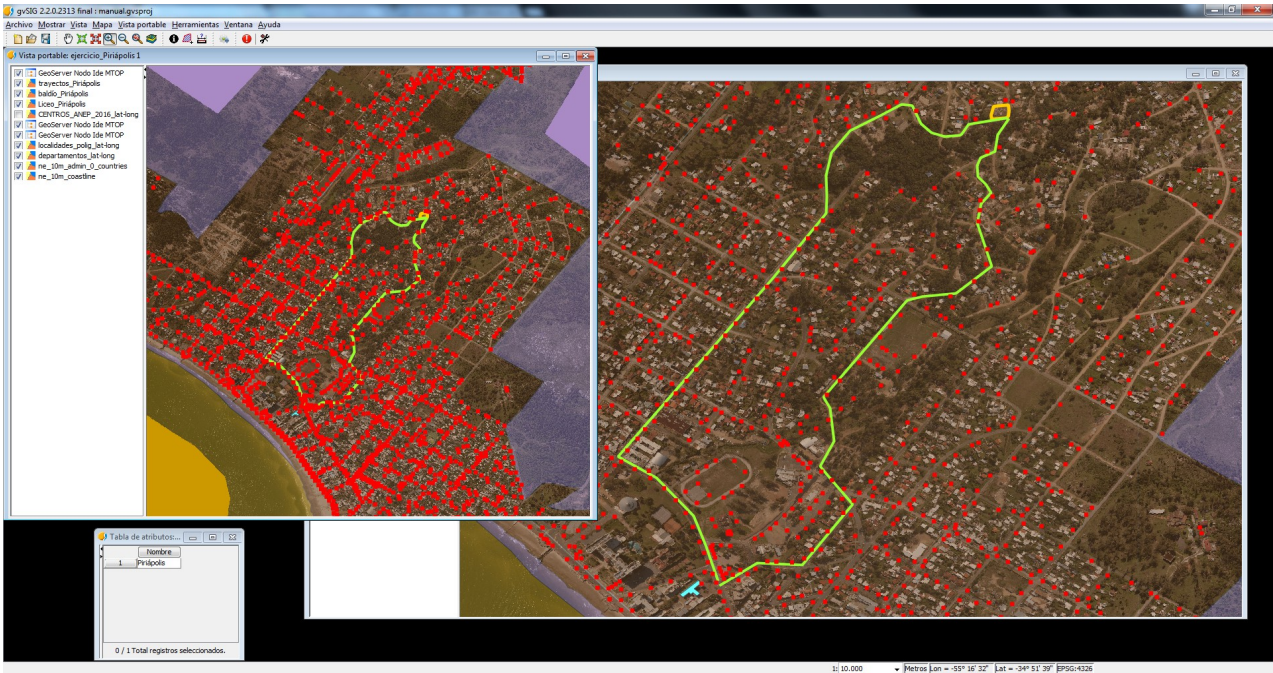 gvSIG 2.2.0.2313 final : manual.gvsproj
Archivo Mostrar Vista Mapa Vista portable Herramientas Ventana Ayuda
Vista portable: ejercicio_Piriápolis 1
GeoServer Nodo Ide MTOP
trayectos_Piriápolis
baldío_Piriápolis
Liceo_Piriápolis
CENTROS_ANEP_2016_lat-long
GeoServer Nodo Ide MTOP
GeoServer Nodo Ide MTOP
localidades_polig_lat-long
departamentos_lat-long
ne_10m_admin_0_countries
ne_10m_coastline
Tabla de atributos:...
Nombre
1 Piriápolis
0 / 1 Total registros seleccionados.
1: 10.000 Metros Lon = -55° 16' 32" Lat = -34° 51' 39" EPSG:4326